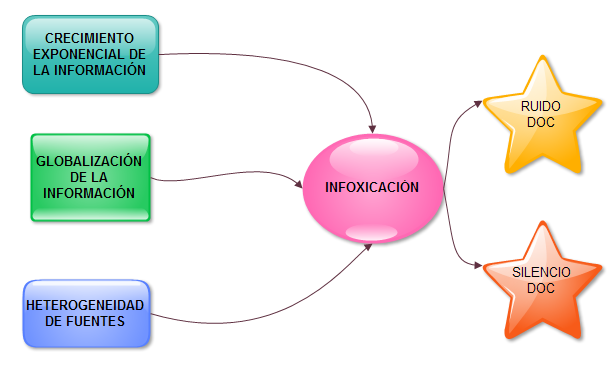 CRECIMIENTO
EXPONENCIAL DE
LA INFORMACIÓN
GLOBALIZACIÓN
DE LA
INFORMACIÓN
HETEROGENEIDAD
DE FUENTES
INFOXICACIÓN
RUIDO
DOC
SILENCIO
DOC